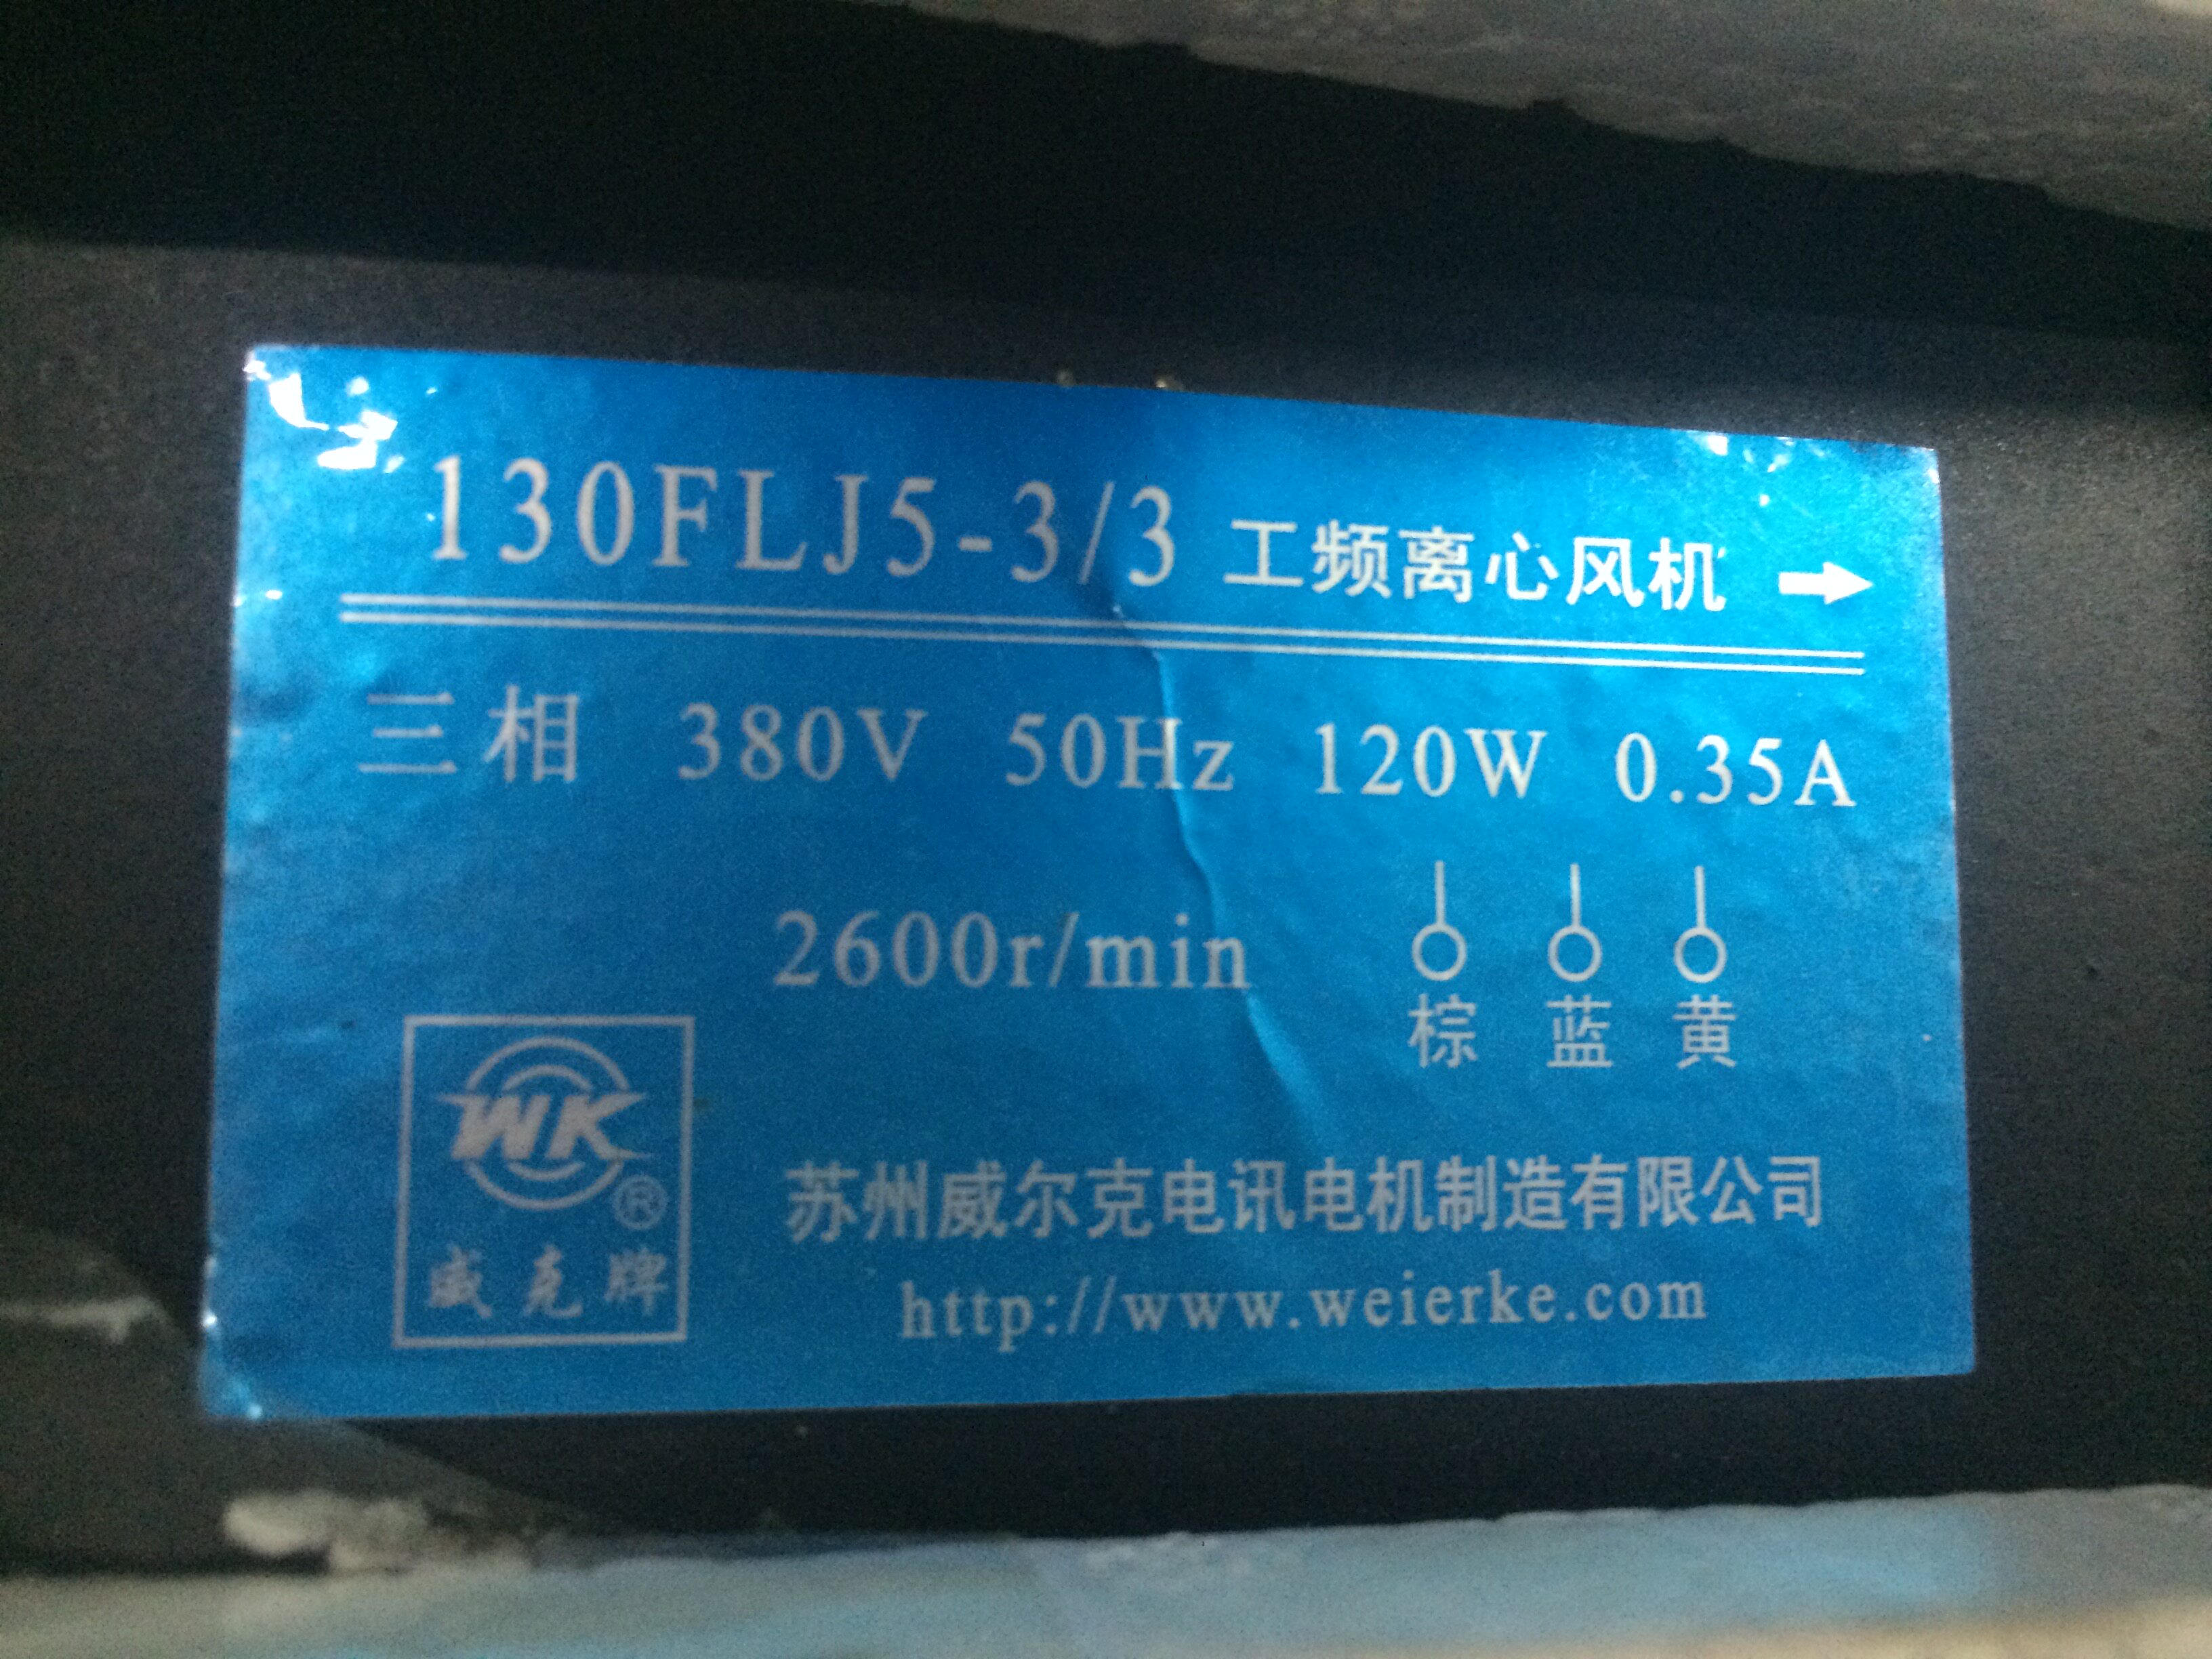 130FLJ5-3/3 工频离心风机
三相 380V 50Hz 120W 0.35A
2600r/min
棕 蓝 黄
WK®
威克牌
苏州威尔克电讯电机制造有限公司
http://www.weierke.com